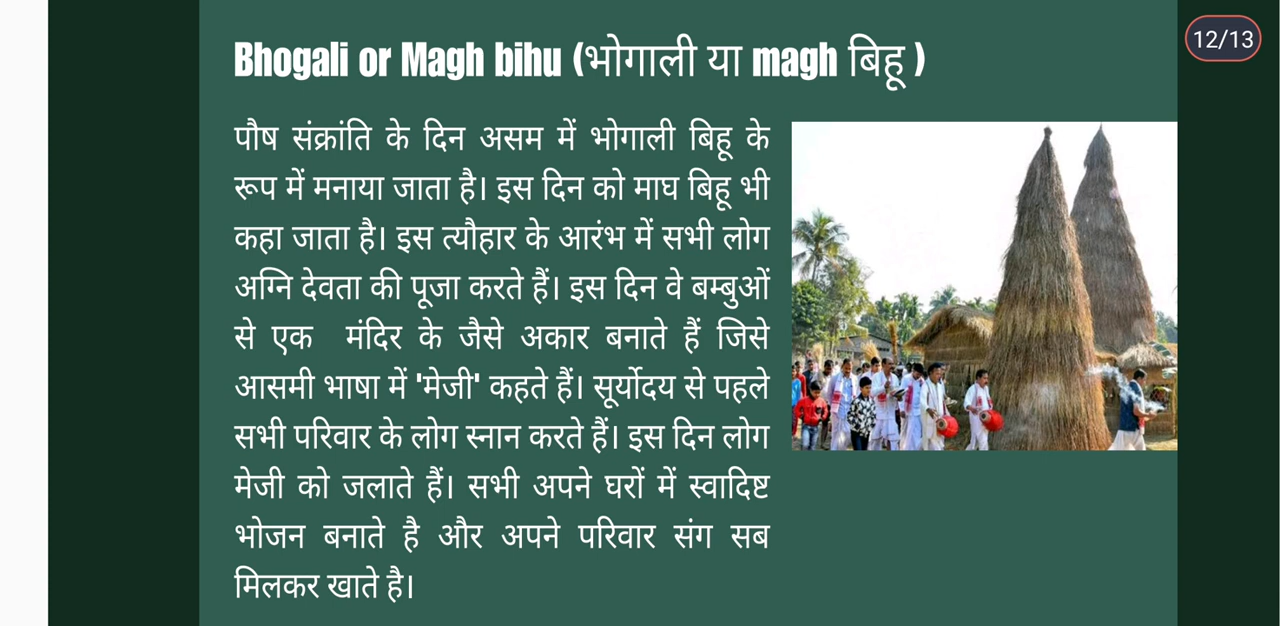 Bhogali or Magh bihu (भोगाली या magh बिहू )
12/13
पौष संक्रांति के दिन असम में भोगाली बिहू के
रूप में मनाया जाता है। इस दिन को माघ बिहू भी
कहा जाता है। इस त्यौहार के आरंभ में सभी लोग
अग्नि देवता की पूजा करते हैं। इस दिन वे बम्बुओं
से एक मंदिर के जैसे अकार बनाते हैं जिसे
आसमी भाषा में 'मेजी' कहते हैं। सूर्योदय से पहले
सभी परिवार के लोग स्नान करते हैं। इस दिन लोग
मेजी को जलाते हैं। सभी अपने घरों में स्वादिष्ट
भोजन बनाते है और अपने परिवार संग सब
मिलकर खाते है।